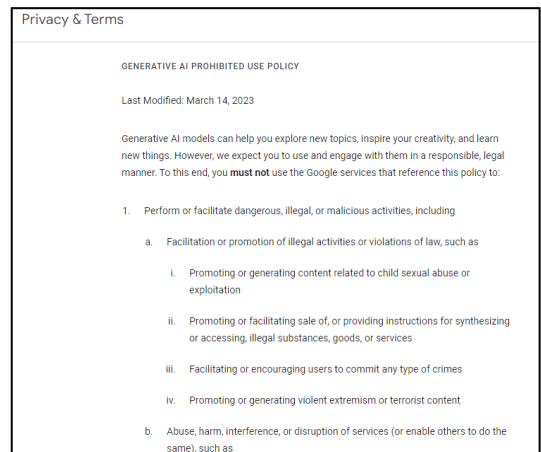 Privacy & Terms
GENERATIVE AI PROHIBITED USE POLICY
Last Modified: March 14, 2023
Generative AI models can help you explore new topics, inspire your creativity, and learn
new things. However, we expect you to use and engage with them in a responsible, legal
manner. To this end, you must not use the Google services that reference this policy to:
1. Perform or facilitate dangerous, illegal, or malicious activities, including
a. Facilitation or promotion of illegal activities or violations of law, such as
i. Promoting or generating content related to child sexual abuse or
exploitation
ii. Promoting or facilitating sale of, or providing instructions for synthesizing
or accessing, illegal substances, goods, or services
iii. Facilitating or encouraging users to commit any type of crimes
iv. Promoting or generating violent extremism or terrorist content
b. Abuse, harm, interference, or disruption of services (or enable others to do the
same), such as